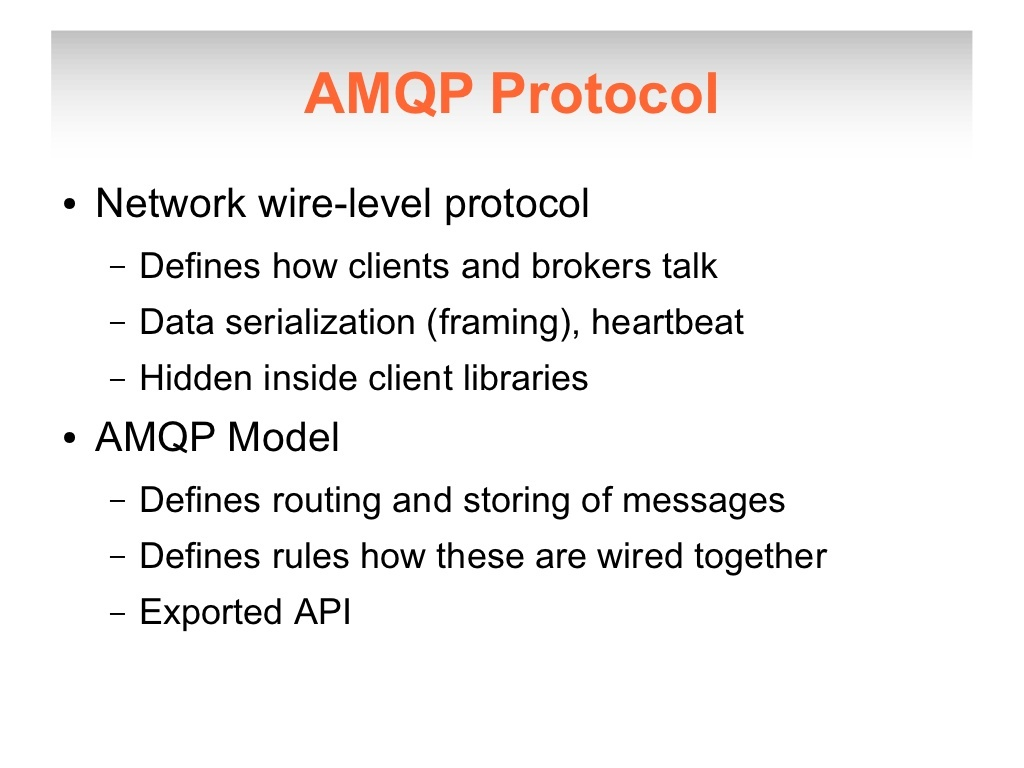 AMQP Protocol
• Network wire-level protocol
– Defines how clients and brokers talk
– Data serialization (framing), heartbeat
– Hidden inside client libraries
• AMQP Model
– Defines routing and storing of messages
– Defines rules how these are wired together
– Exported API